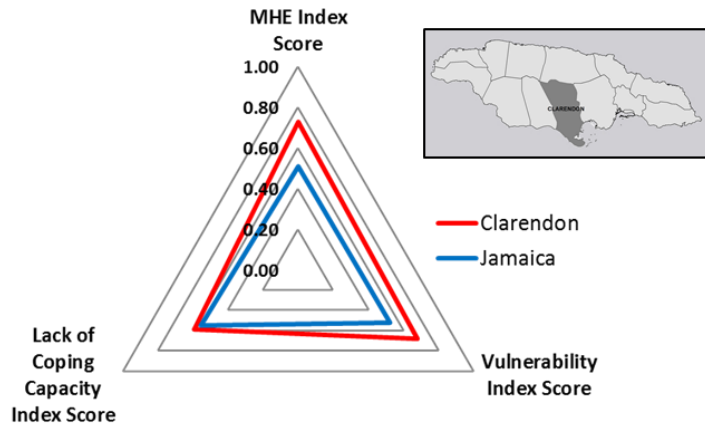 MHE Index
Score
1.00
0.80
0.60
0.40
0.20
0.00
CLARENDON
Clarendon
Jamaica
Lack of
Coping
Capacity
Index Score
Vulnerability
Index Score